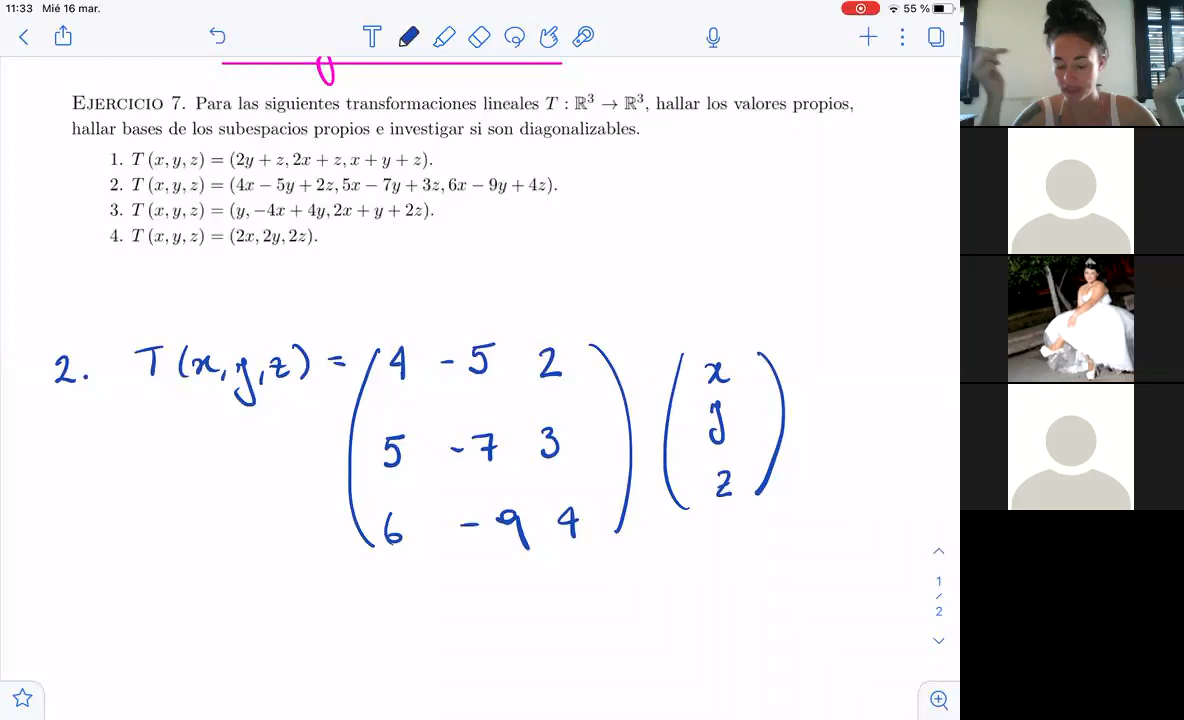 11:33 Mié 16 mar.
55 %
EJERCICIO 7. Para las siguientes transformaciones lineales T : ℝ³ → ℝ³, hallar los valores propios,
hallar bases de los subespacios propios e investigar si son diagonalizables.
1. T (x, y, z) = (2y + z, 2x + z, x + y + z).
2. T (x, y, z) = (4x − 5y + 2z, 5x − 7y + 3z, 6x − 9y + 4z).
3. T (x, y, z) = (y, −4x + 4y, 2x + y + 2z).
4. T (x, y, z) = (2x, 2y, 2z).
2. T (x, y, z) = ( 4 -5 2 ) ( x )
5 -7 3 y
6 -9 4 z
1
/
2